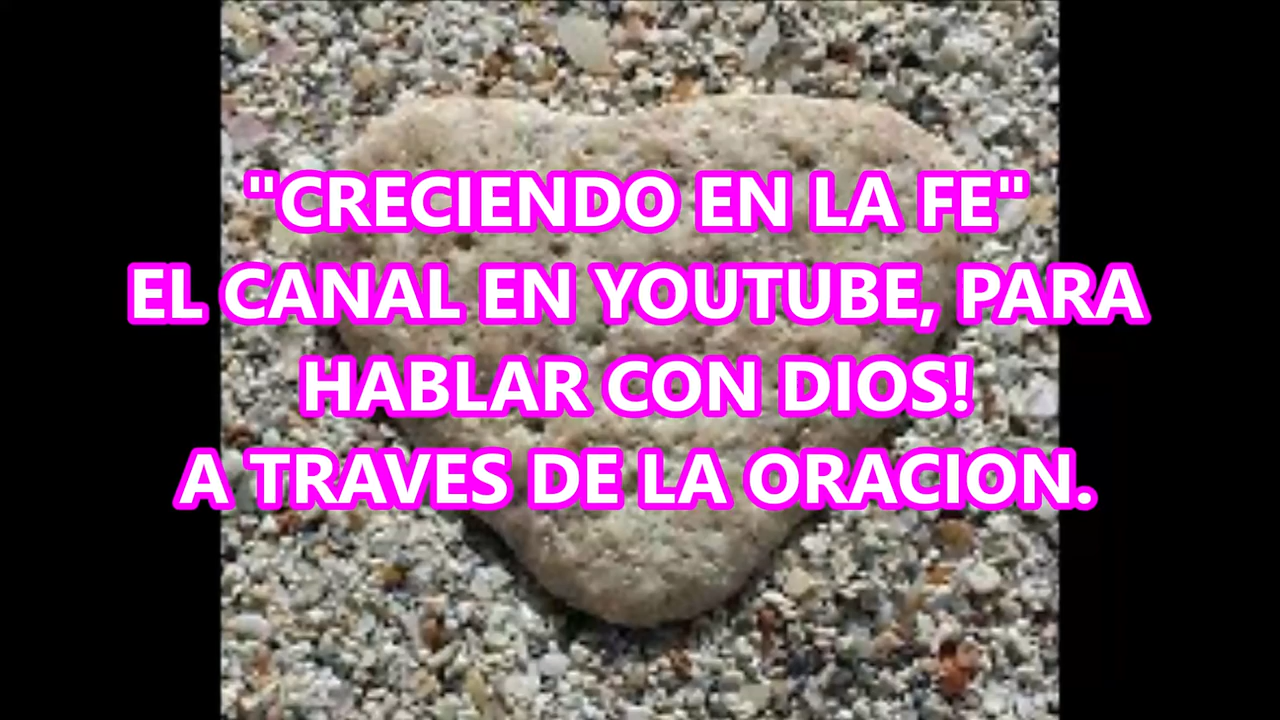 "CRECIENDO EN LA FE"
EL CANAL EN YOUTUBE, PARA
HABLAR CON DIOS!
A TRAVES DE LA ORACION.